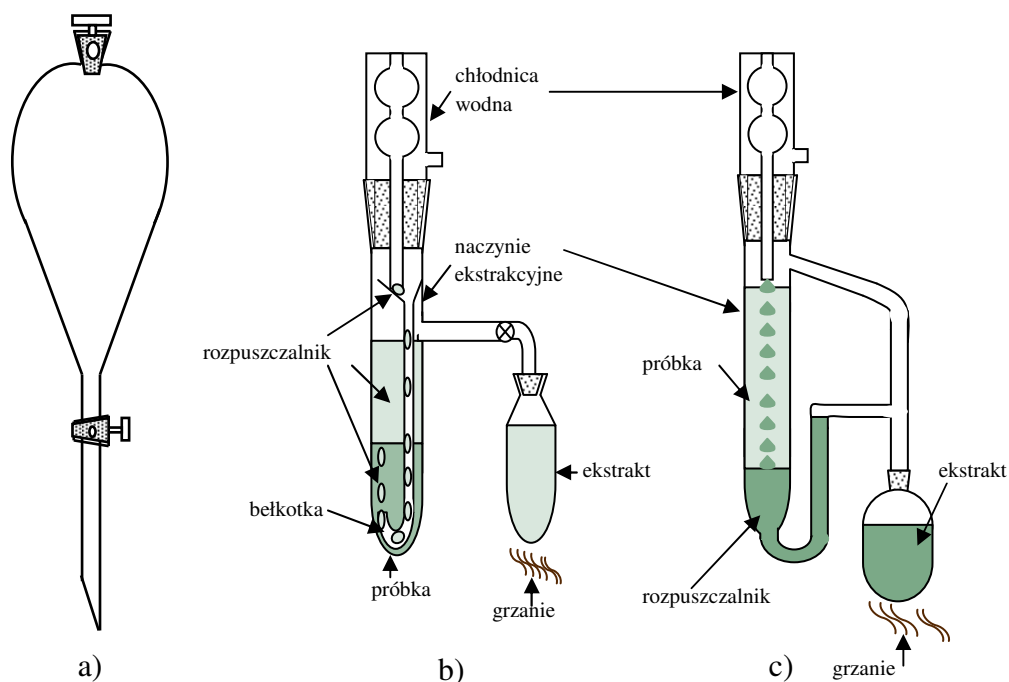 chłodnica
wodna
naczynie
ekstrakcyjne
rozpuszczalnik
próbka
ekstrakt
ekstrakt
bełkotka
próbka
rozpuszczalnik
grzanie
grzanie
a)
b)
c)